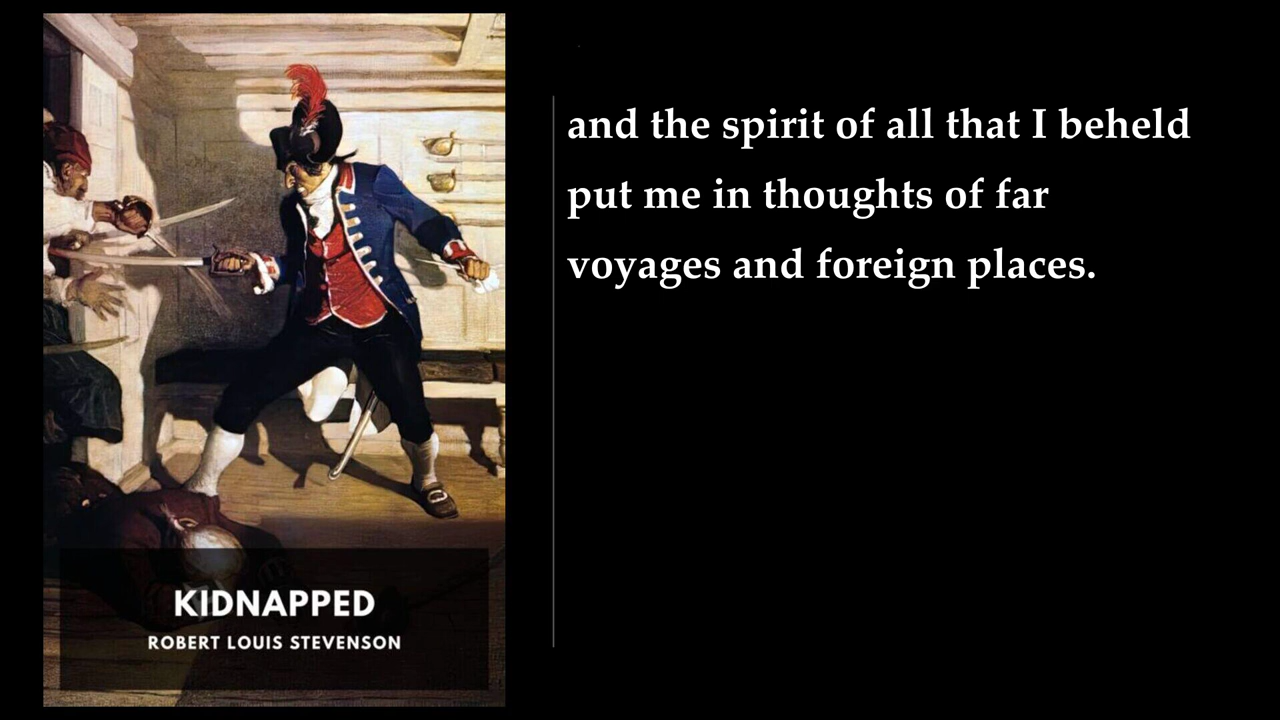 and the spirit of all that I beheld
put me in thoughts of far
voyages and foreign places.
KIDNAPPED
ROBERT LOUIS STEVENSON